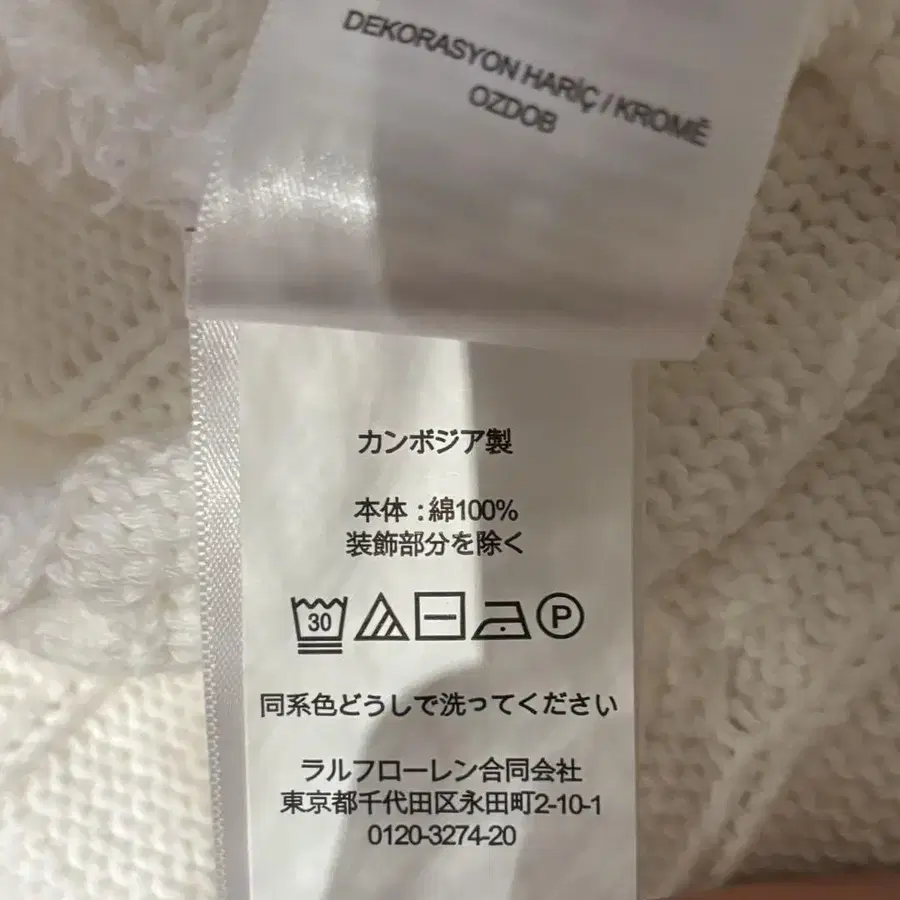 DEKORASYON HARİÇ / KROMĚ
OZDOB
カンボジア製
本体 : 綿100%
装飾部分を除く
30
P
同系色どうしで洗ってください
ラルフローレン合同会社
東京都千代田区永田町2-10-1
0120-3274-20